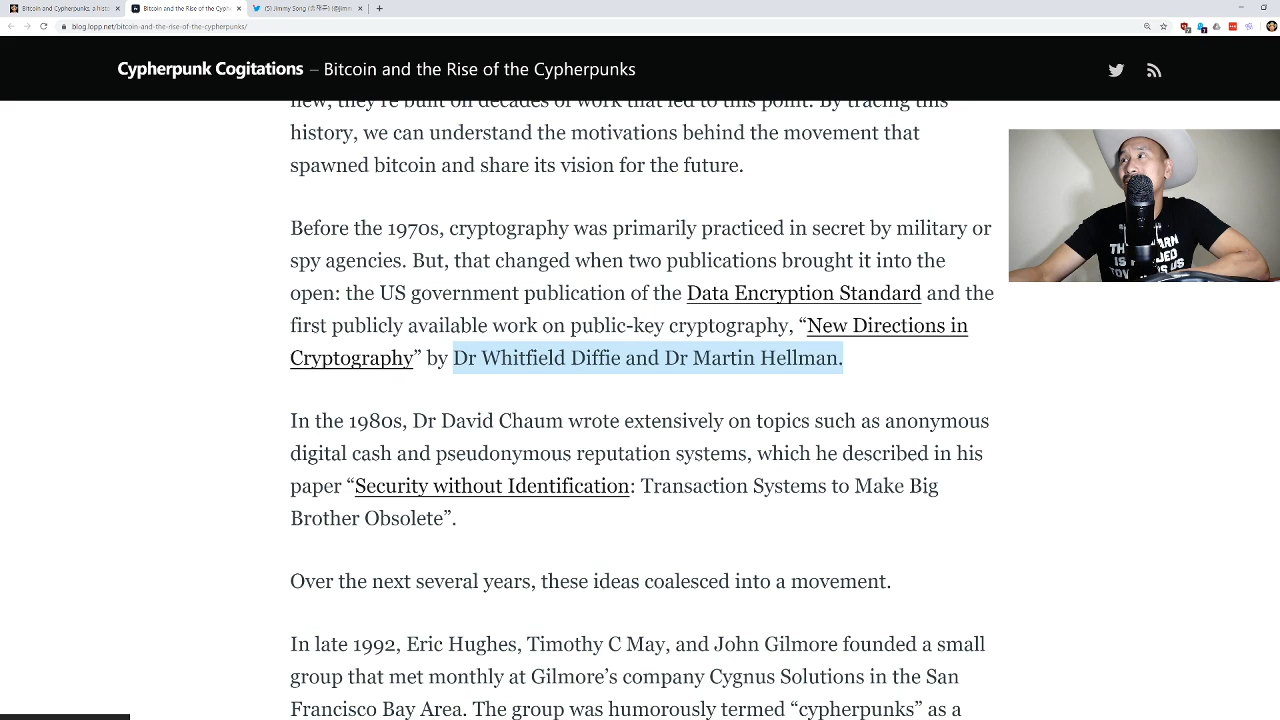 Bitcoin and Cypherpunks: a hist
Bitcoin and the Rise of the Cyphe
(5) Jimmy Song (송재준) (@jimm
blog.lopp.net/bitcoin-and-the-rise-of-the-cypherpunks/
Cypherpunk Cogitations – Bitcoin and the Rise of the Cypherpunks
new, they're built on decades of work that led to this point. By tracing this
history, we can understand the motivations behind the movement that
spawned bitcoin and share its vision for the future.
Before the 1970s, cryptography was primarily practiced in secret by military or
spy agencies. But, that changed when two publications brought it into the
open: the US government publication of the Data Encryption Standard and the
first publicly available work on public-key cryptography, “New Directions in
Cryptography” by Dr Whitfield Diffie and Dr Martin Hellman.
In the 1980s, Dr David Chaum wrote extensively on topics such as anonymous
digital cash and pseudonymous reputation systems, which he described in his
paper “Security without Identification: Transaction Systems to Make Big
Brother Obsolete”.
Over the next several years, these ideas coalesced into a movement.
In late 1992, Eric Hughes, Timothy C May, and John Gilmore founded a small
group that met monthly at Gilmore’s company Cygnus Solutions in the San
Francisco Bay Area. The group was humorously termed “cypherpunks” as a